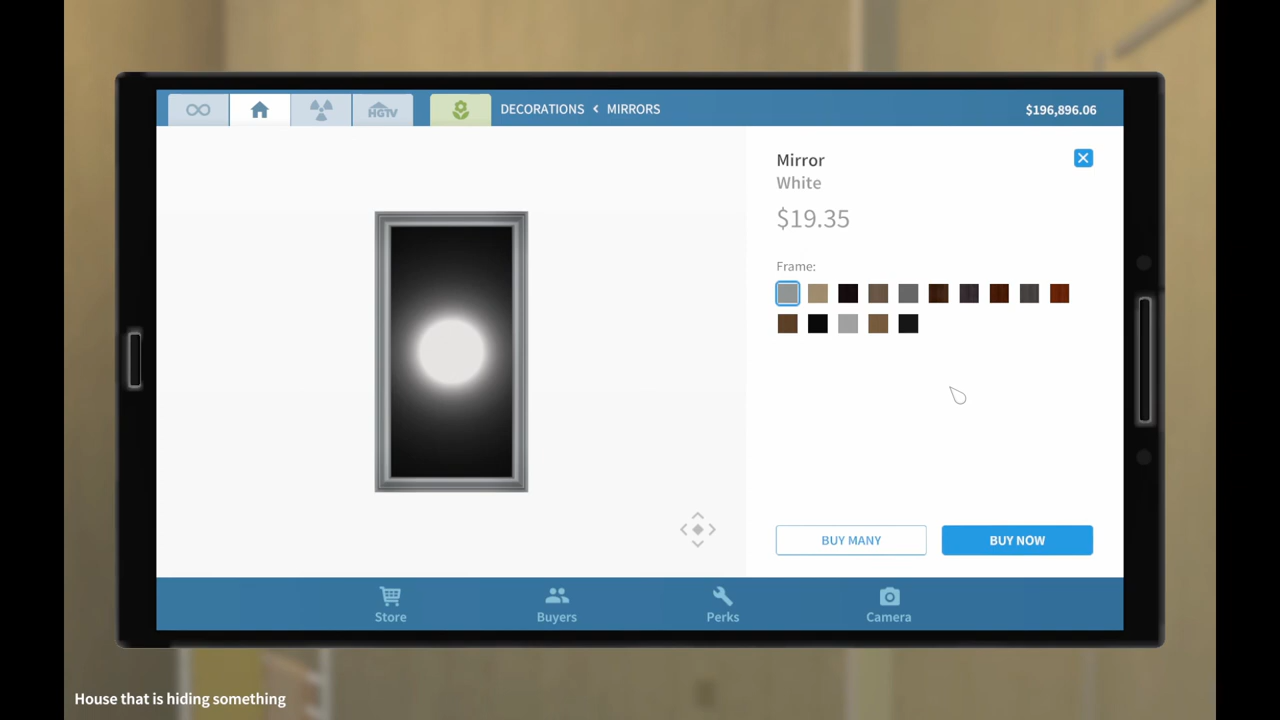 HGTV
DECORATIONS < MIRRORS
$196,896.06
Mirror
White
$19.35
Frame:
BUY MANY
BUY NOW
Store
Buyers
Perks
Camera
House that is hiding something